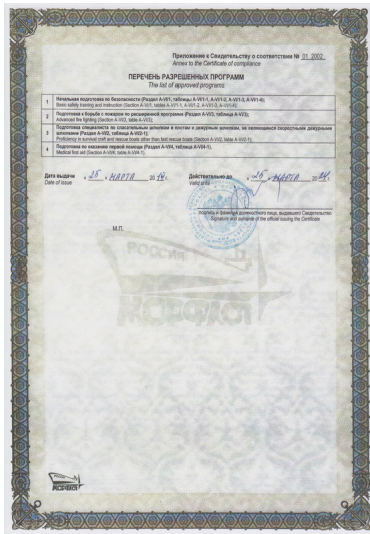 Приложение к Свидетельству о соответствии № 01. 2002
Annex to the Certificate of compliance
ПЕРЕЧЕНЬ РАЗРЕШЕННЫХ ПРОГРАММ
The list of approved programs
1 Начальная подготовка по безопасности (Раздел A-VI/1, таблицы A-VI/1-1, A-VI/1-2, A-VI/1-3, A-VI/1-4);
Basic safety training and instruction (Section A-VI/1, tables A-VI/1-1, A-VI/1-2, A-VI/1-3, A-VI/1-4);
2 Подготовка к борьбе с пожаром по расширенной программе (Раздел A-VI/3, таблица A-VI/3);
Advanced fire fighting (Section A-VI/3, table A-VI/3);
3 Подготовка специалиста по спасательным шлюпкам и плотам и дежурным шлюпкам, не являющимся скоростными дежурными
шлюпками (Раздел A-VI/2, таблица A-VI/2-1);
Proficiency in survival craft and rescue boats other than fast rescue boats (Section A-VI/2, table A-VI/2-1);
4 Подготовка по оказанию первой помощи (Раздел A-VI/4, таблица A-VI/4-1).
Medical first aid (Section A-VI/4, table A-VI/4-1).
Дата выдачи « 25 » МАРТА 20 г. Действительно до « 25 » МАРТА 20
Date of issue Valid until
подпись и фамилия должностного лица, выдавшего Свидетельство
Signature and surname of the official issuing the Certificate
М.П.
РОССИЯ
МОРФЛОТ
МОРФЛОТ